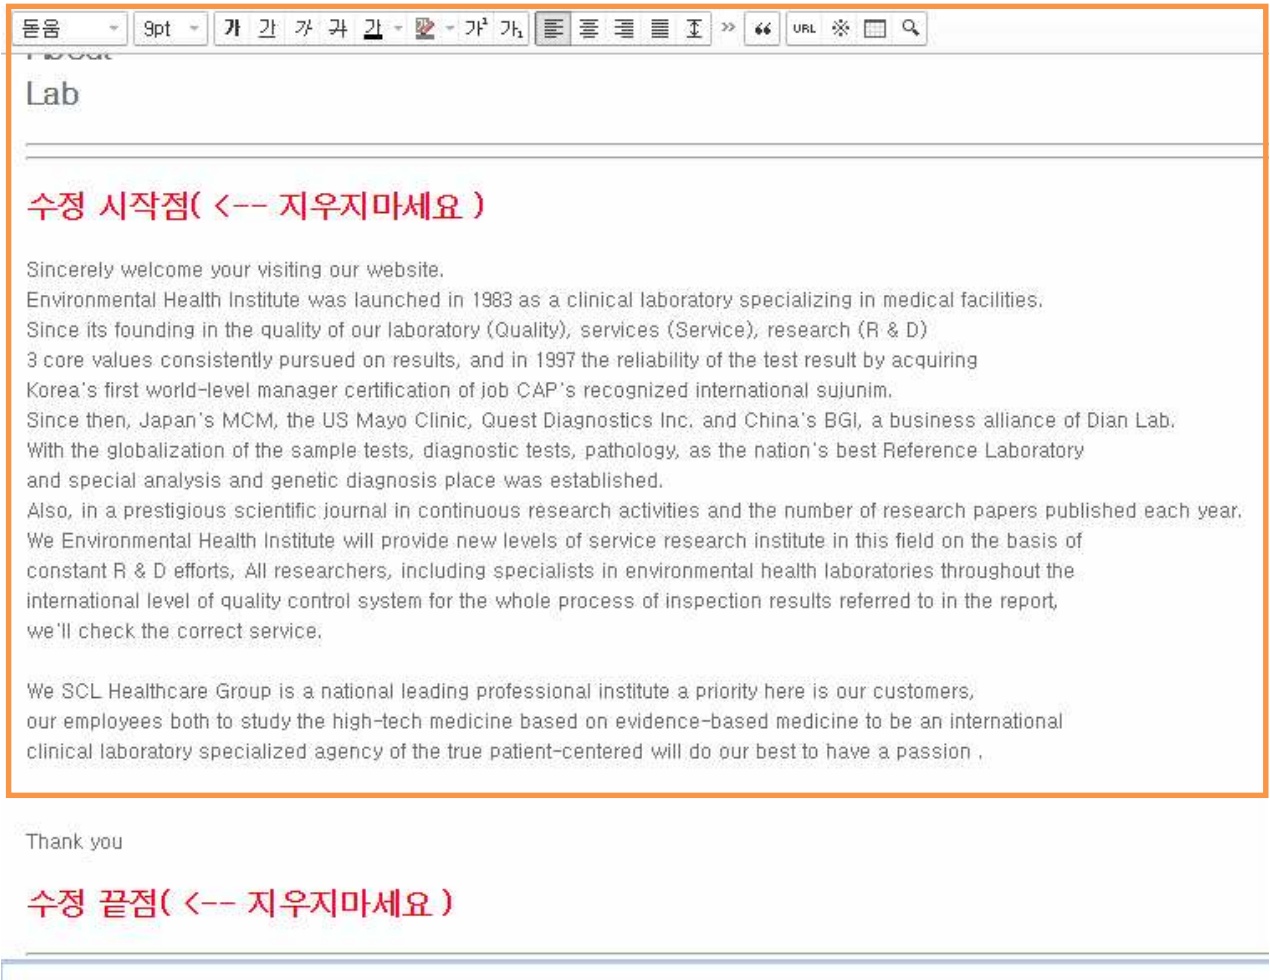 돋움 9pt 가 가 가 가 가 가¹ 가₁ » “ URL ※
About
Lab
수정 시작점( <-- 지우지마세요 )
Sincerely welcome your visiting our website.
Environmental Health Institute was launched in 1983 as a clinical laboratory specializing in medical facilities.
Since its founding in the quality of our laboratory (Quality), services (Service), research (R & D)
3 core values consistently pursued on results, and in 1997 the reliability of the test result by acquiring
Korea's first world-level manager certification of job CAP's recognized international sujunim.
Since then, Japan's MCM, the US Mayo Clinic, Quest Diagnostics Inc. and China's BGI, a business alliance of Dian Lab.
With the globalization of the sample tests, diagnostic tests, pathology, as the nation's best Reference Laboratory
and special analysis and genetic diagnosis place was established.
Also, in a prestigious scientific journal in continuous research activities and the number of research papers published each year.
We Environmental Health Institute will provide new levels of service research institute in this field on the basis of
constant R & D efforts, All researchers, including specialists in environmental health laboratories throughout the
international level of quality control system for the whole process of inspection results referred to in the report,
we'll check the correct service.
We SCL Healthcare Group is a national leading professional institute a priority here is our customers,
our employees both to study the high-tech medicine based on evidence-based medicine to be an international
clinical laboratory specialized agency of the true patient-centered will do our best to have a passion .
Thank you
수정 끝점( <-- 지우지마세요 )